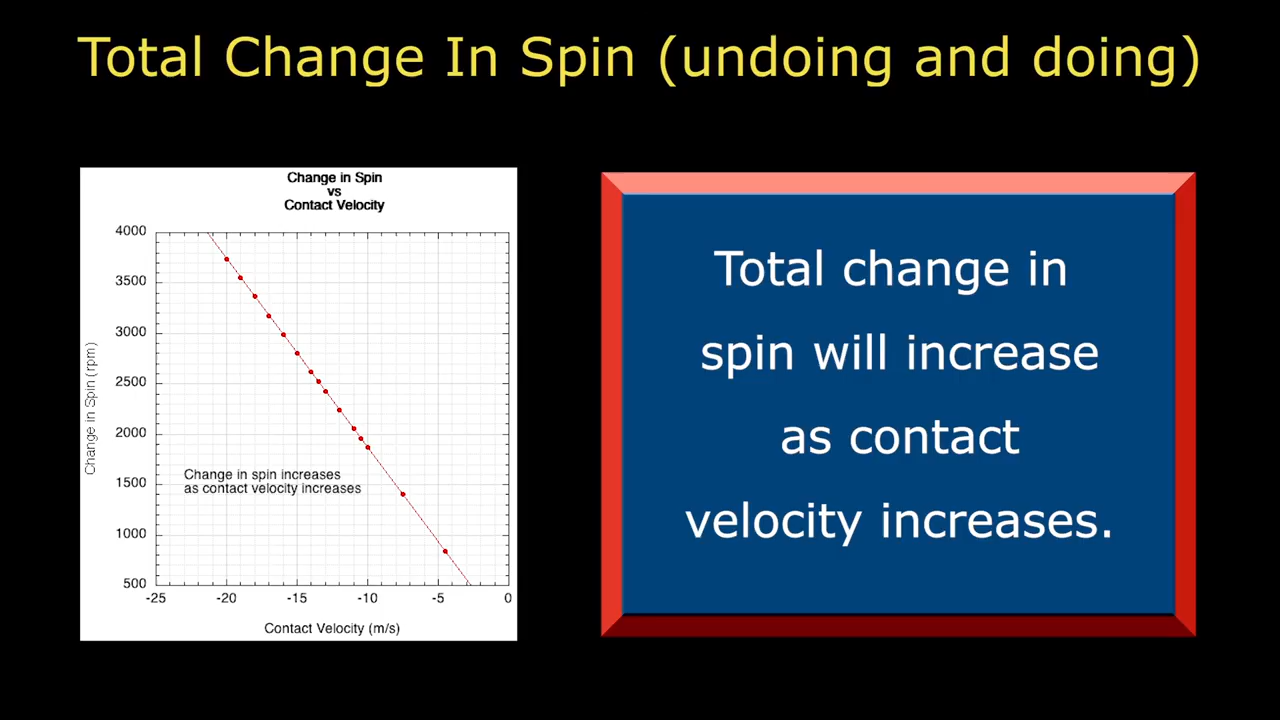 Total Change In Spin (undoing and doing)
Change in Spin
vs
Contact Velocity
4000
3500
3000
2500
2000
1500
1000
500
Change in Spin (rpm)
Change in spin increases
as contact velocity increases
-25 -20 -15 -10 -5 0
Contact Velocity (m/s)
Total change in
spin will increase
as contact
velocity increases.